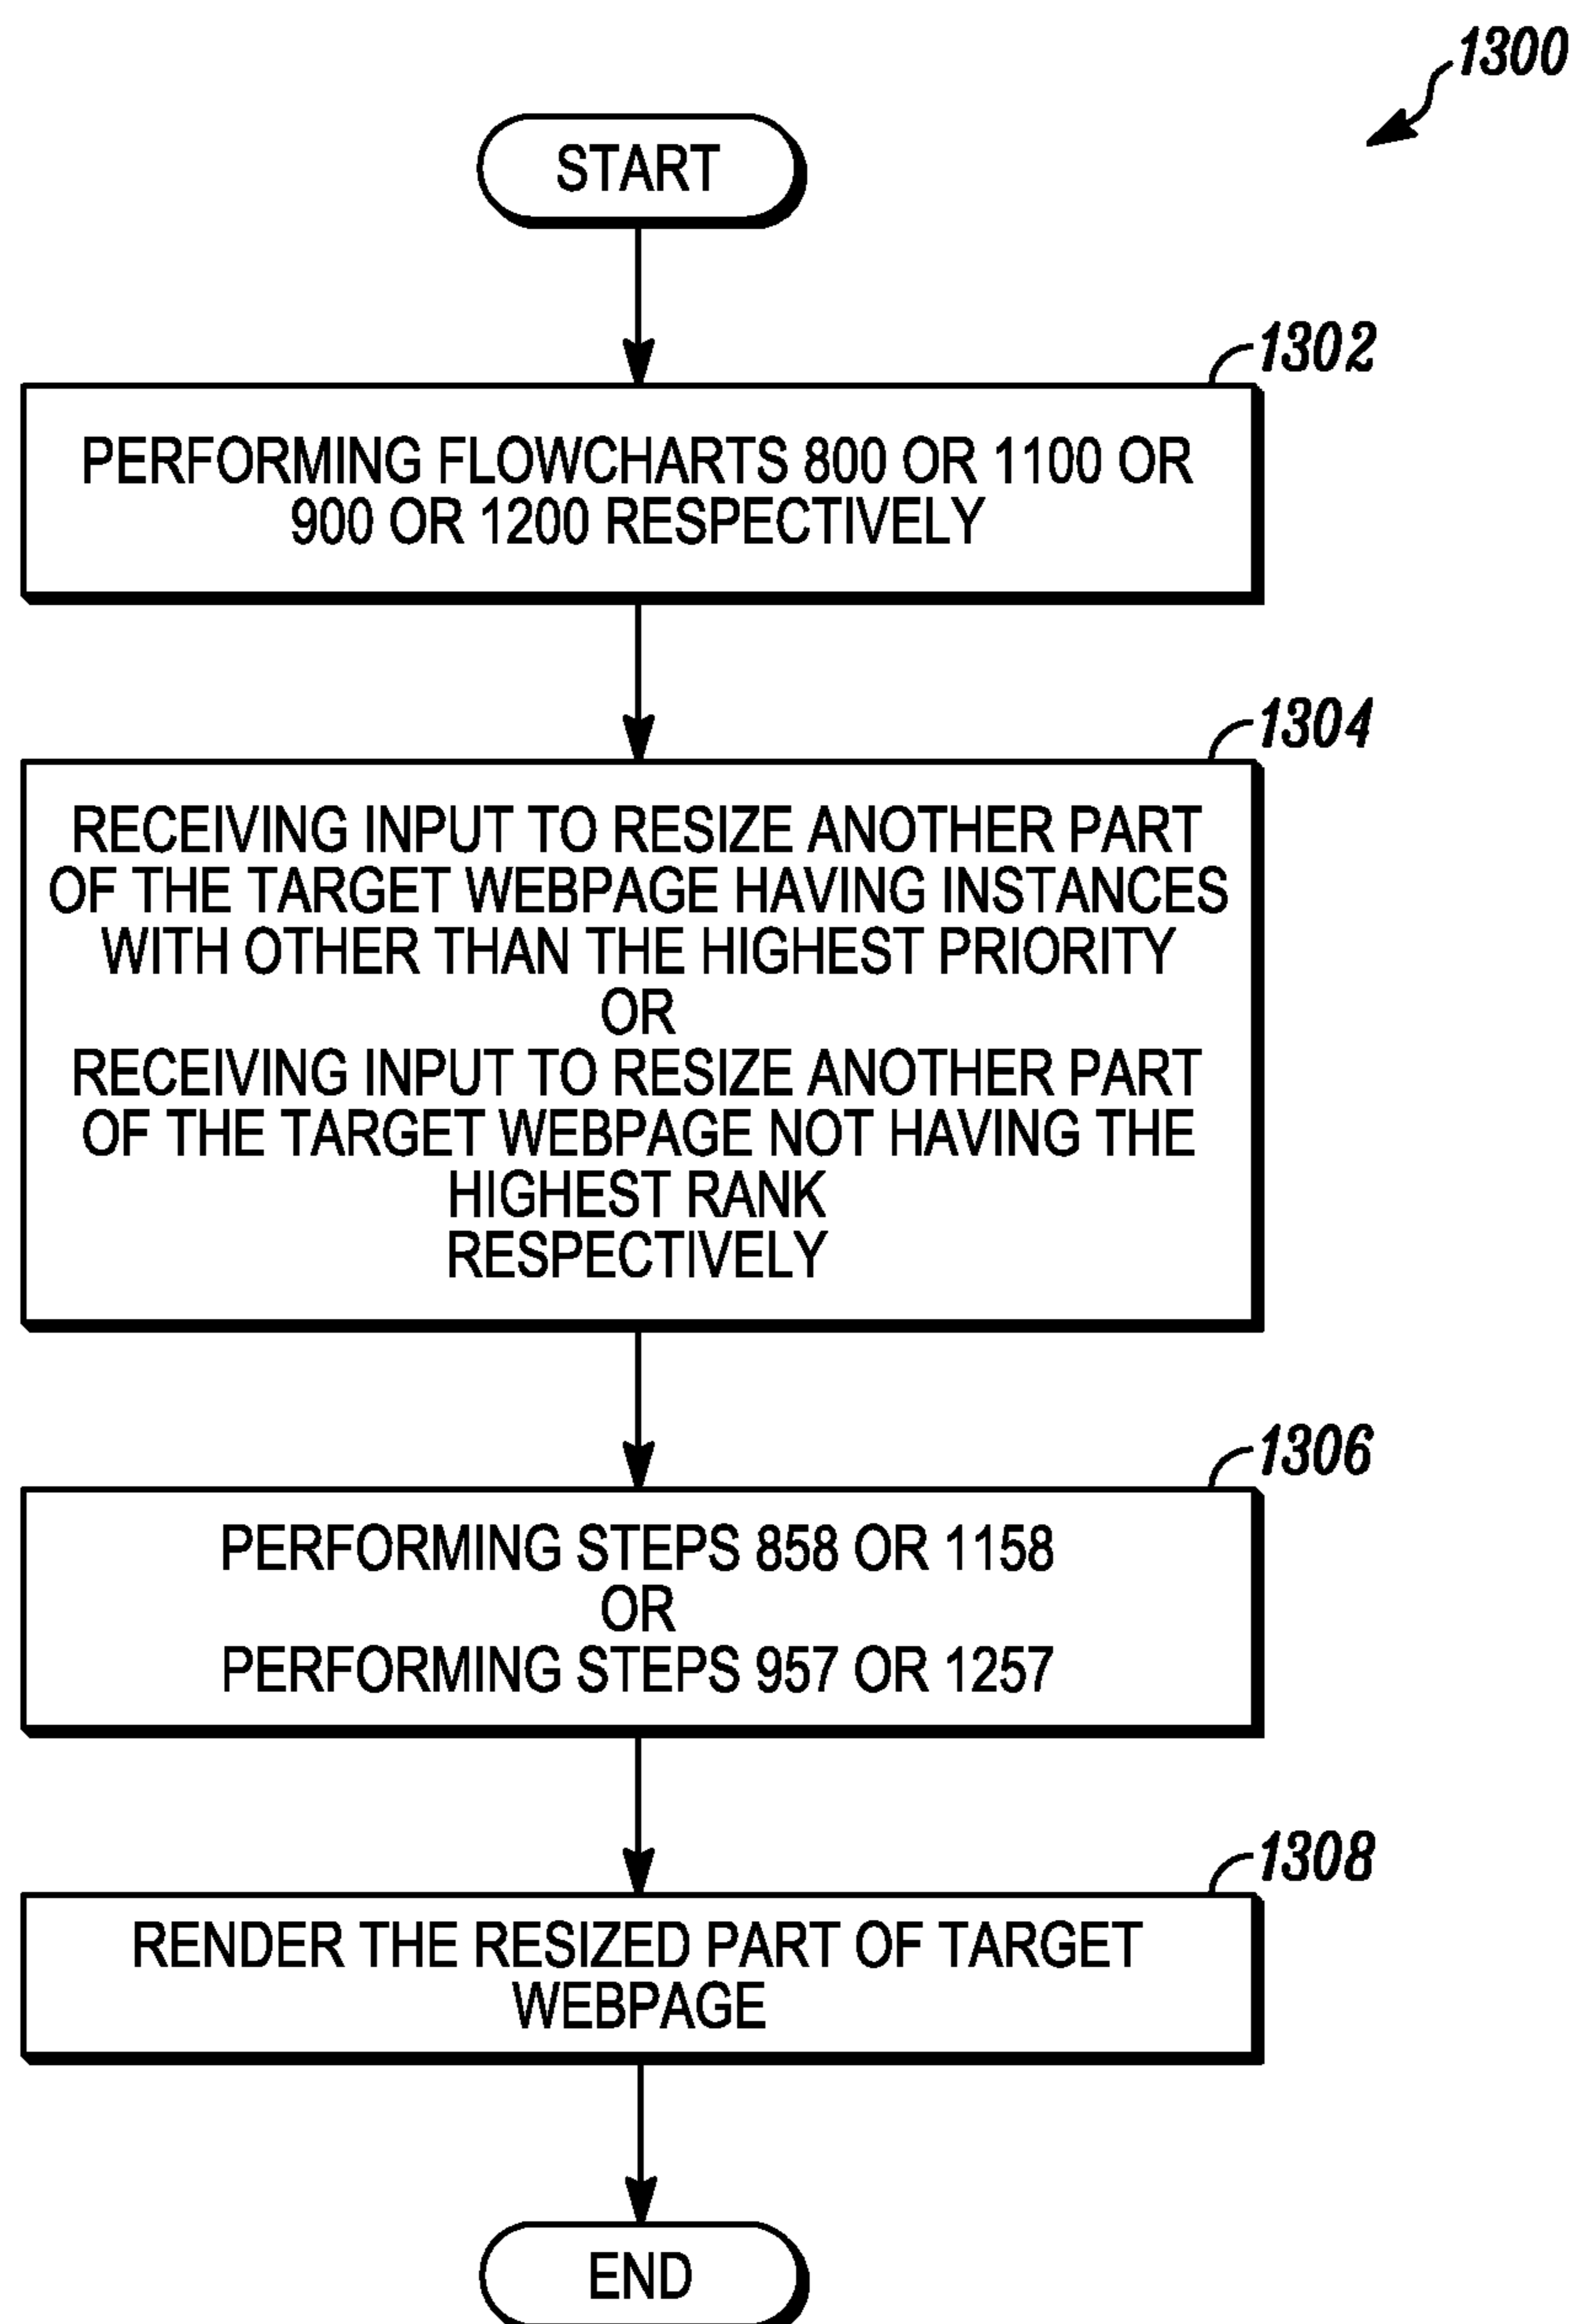 1300
START
1302
PERFORMING FLOWCHARTS 800 OR 1100 OR
900 OR 1200 RESPECTIVELY
1304
RECEIVING INPUT TO RESIZE ANOTHER PART
OF THE TARGET WEBPAGE HAVING INSTANCES
WITH OTHER THAN THE HIGHEST PRIORITY
OR
RECEIVING INPUT TO RESIZE ANOTHER PART
OF THE TARGET WEBPAGE NOT HAVING THE
HIGHEST RANK
RESPECTIVELY
1306
PERFORMING STEPS 858 OR 1158
OR
PERFORMING STEPS 957 OR 1257
1308
RENDER THE RESIZED PART OF TARGET
WEBPAGE
END